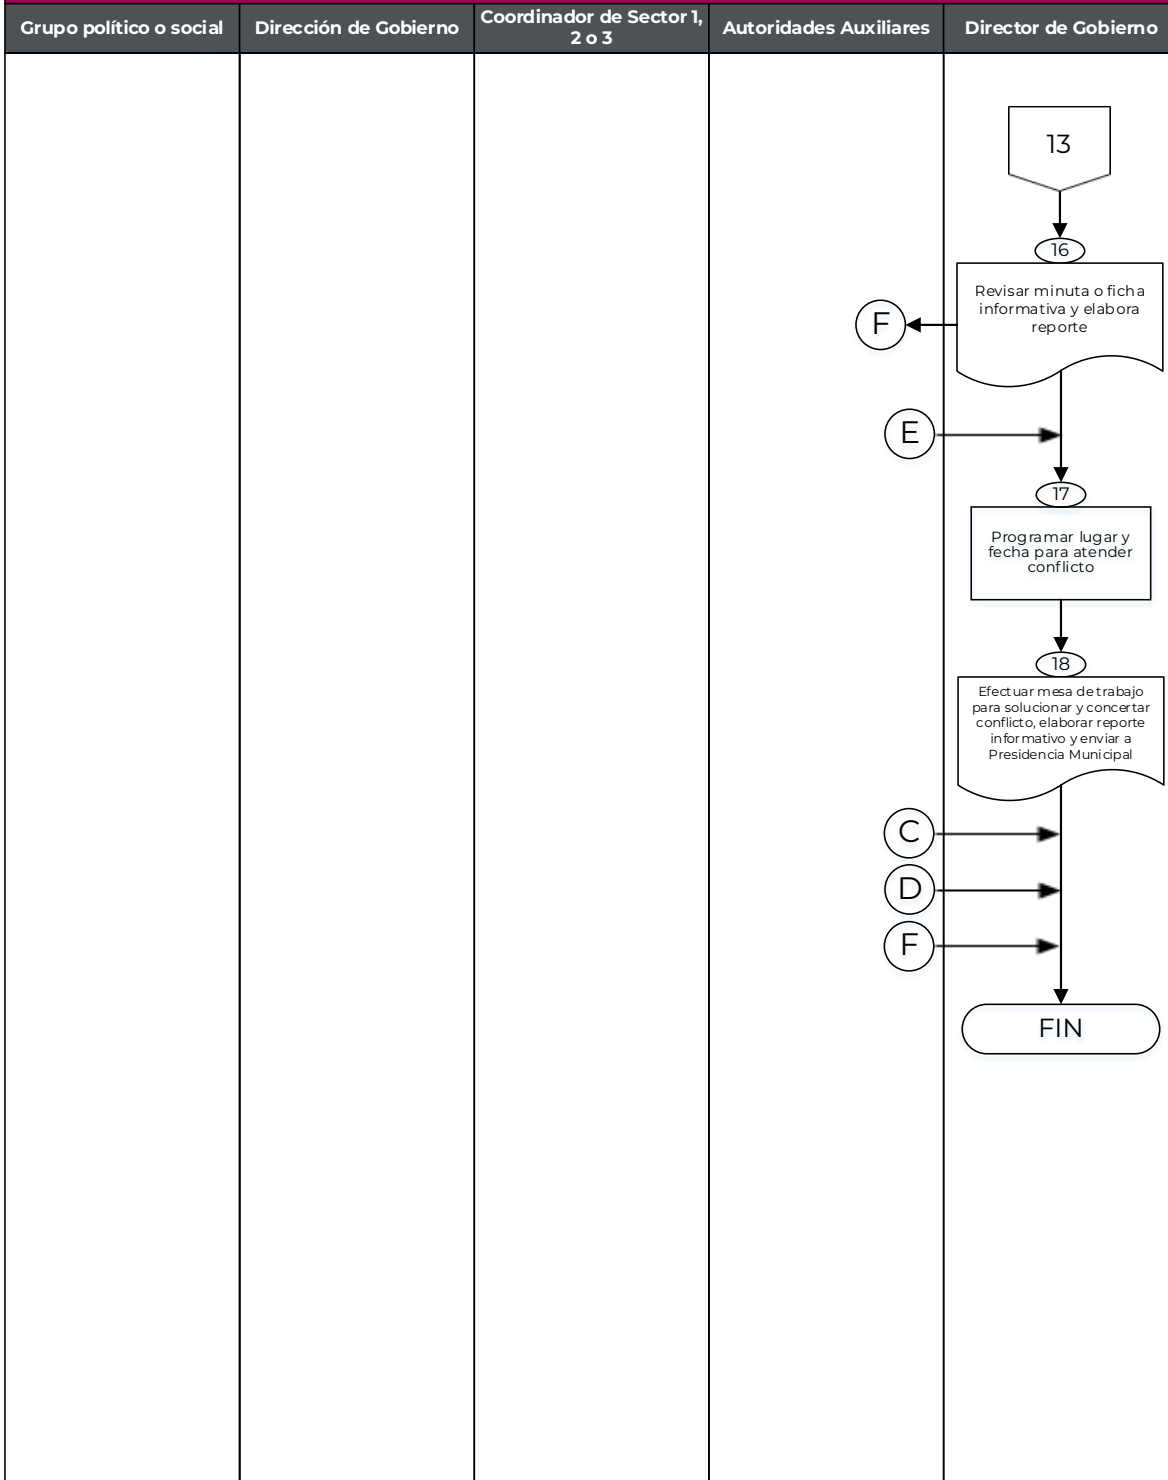 Grupo político o social
Dirección de Gobierno
Coordinador de Sector 1,
2 o 3
Autoridades Auxiliares
Director de Gobierno
13
16
Revisar minuta o ficha
informativa y elabora
reporte
F
E
17
Programar lugar y
fecha para atender
conflicto
18
Efectuar mesa de trabajo
para solucionar y concertar
conflicto, elaborar reporte
informativo y enviar a
Presidencia Municipal
C
D
F
FIN